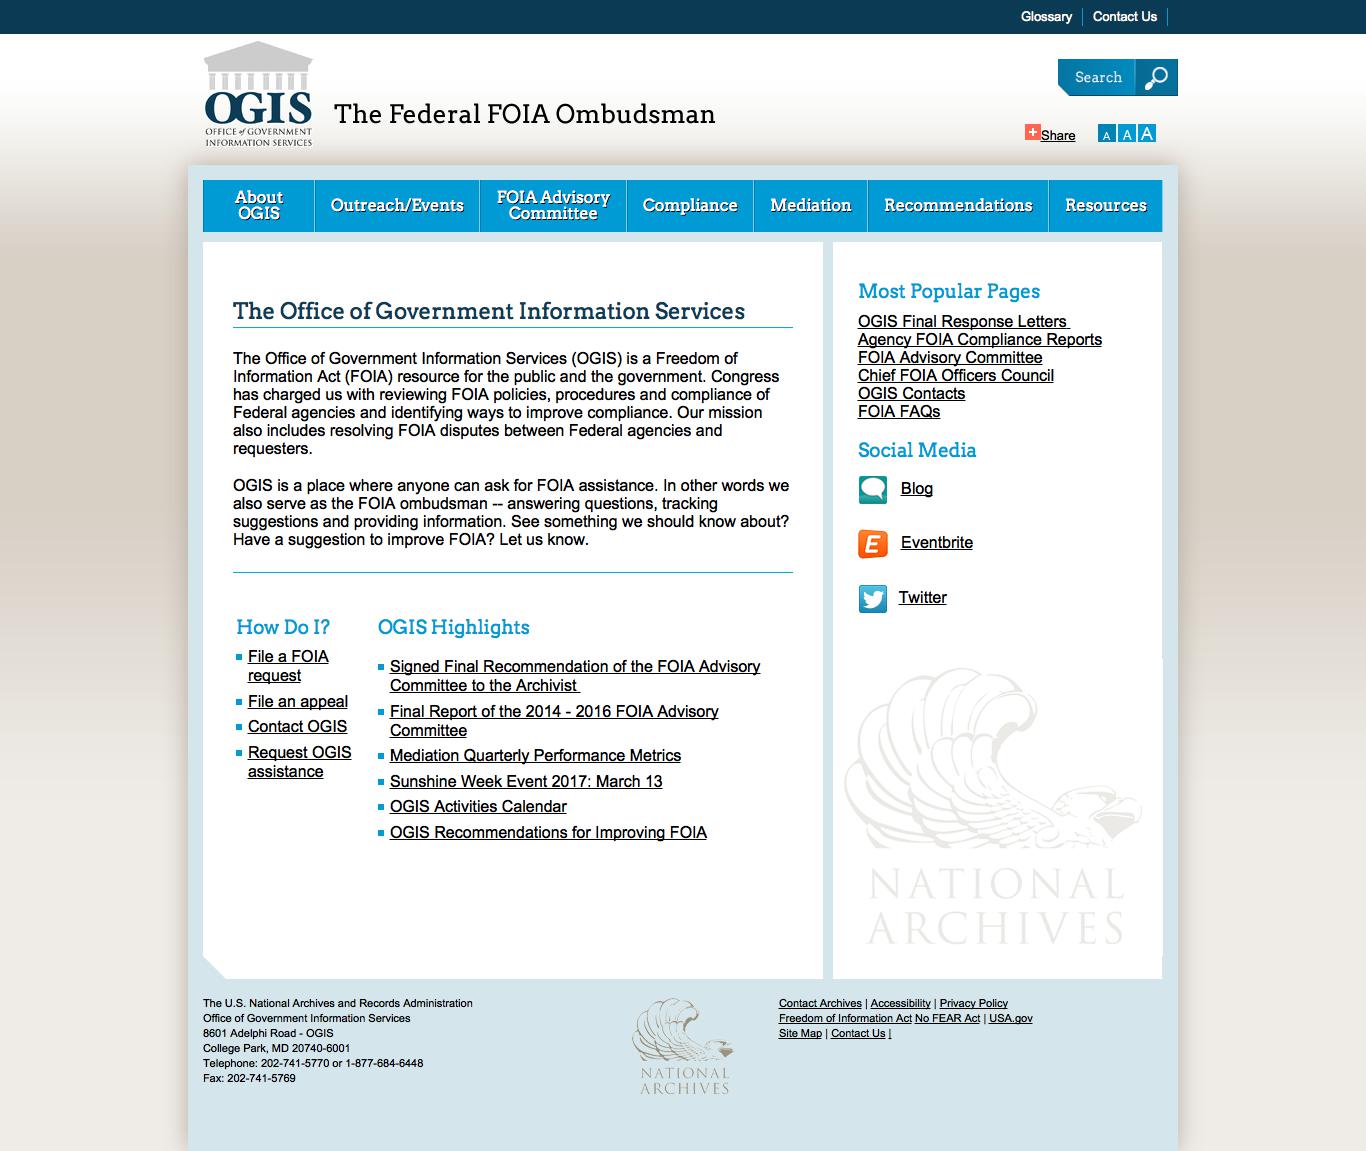 Glossary
Contact Us
OGIS
OFFICE of GOVERNMENT
INFORMATION SERVICES
The Federal FOIA Ombudsman
Search
Share
A A A
About
OGIS
Outreach/Events
FOIA Advisory
Committee
Compliance
Mediation
Recommendations
Resources
The Office of Government Information Services
The Office of Government Information Services (OGIS) is a Freedom of
Information Act (FOIA) resource for the public and the government. Congress
has charged us with reviewing FOIA policies, procedures and compliance of
Federal agencies and identifying ways to improve compliance. Our mission
also includes resolving FOIA disputes between Federal agencies and
requesters.
OGIS is a place where anyone can ask for FOIA assistance. In other words we
also serve as the FOIA ombudsman -- answering questions, tracking
suggestions and providing information. See something we should know about?
Have a suggestion to improve FOIA? Let us know.
How Do I?
File a FOIA
request
File an appeal
Contact OGIS
Request OGIS
assistance
OGIS Highlights
Signed Final Recommendation of the FOIA Advisory
Committee to the Archivist
Final Report of the 2014 - 2016 FOIA Advisory
Committee
Mediation Quarterly Performance Metrics
Sunshine Week Event 2017: March 13
OGIS Activities Calendar
OGIS Recommendations for Improving FOIA
Most Popular Pages
OGIS Final Response Letters
Agency FOIA Compliance Reports
FOIA Advisory Committee
Chief FOIA Officers Council
OGIS Contacts
FOIA FAQs
Social Media
Blog
E
Eventbrite
Twitter
NATIONAL
ARCHIVES
The U.S. National Archives and Records Administration
Office of Government Information Services
8601 Adelphi Road - OGIS
College Park, MD 20740-6001
Telephone: 202-741-5770 or 1-877-684-6448
Fax: 202-741-5769
NATIONAL
ARCHIVES
Contact Archives | Accessibility | Privacy Policy
Freedom of Information Act No FEAR Act | USA.gov
Site Map | Contact Us |